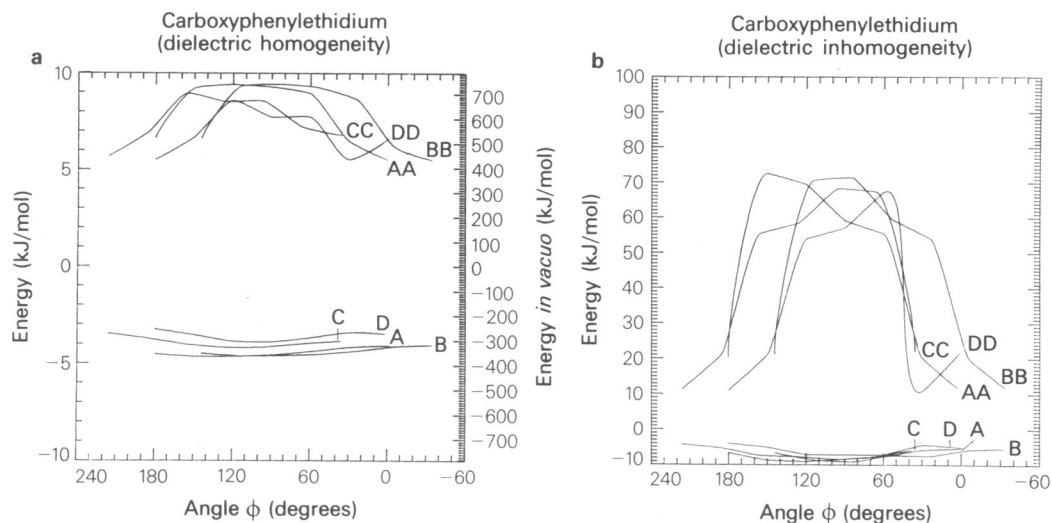 Carboxyphenylethidium
(dielectric homogeneity)
a
10
5
0
−5
−10
Energy (kJ/mol)
700
600
500
400
300
200
100
0
−100
−200
−300
−400
−500
−600
−700
Energy in vacuo (kJ/mol)
CC
DD
AA
BB
C
D
A
B
240
180
120
60
0
−60
Angle ϕ (degrees)
Carboxyphenylethidium
(dielectric inhomogeneity)
b
100
90
80
70
60
50
40
30
20
10
0
−10
Energy (kJ/mol)
CC
DD
AA
BB
C
D
A
B
240
180
120
60
0
−60
Angle ϕ (degrees)